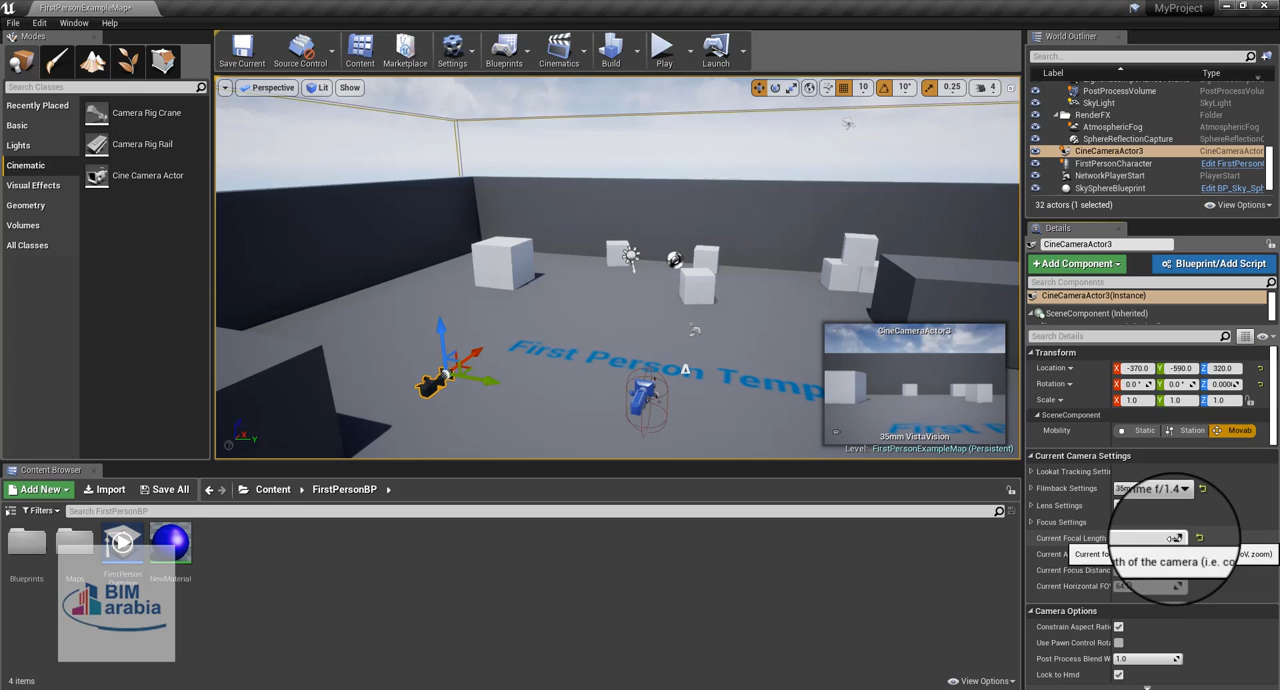 FirstPersonExampleMap*
MyProject
File Edit Window Help
Modes
Search Classes
Recently Placed
Basic
Lights
Cinematic
Visual Effects
Geometry
Volumes
All Classes
Camera Rig Crane
Camera Rig Rail
Cine Camera Actor
Save Current Source Control Content Marketplace Settings Blueprints Cinematics Build Play Launch
Perspective Lit Show
10 10° 0.25 4
First Person Temp
A
CineCameraActor3
35mm VistaVision
Level: FirstPersonExampleMap (Persistent)
X Y
World Outliner
Search...
Label Type
PostProcessVolume PostProcessV
SkyLight SkyLight
RenderFX Folder
AtmosphericFog AtmosphericFog
SphereReflectionCapture SphereReflectionC
CineCameraActor3 CineCameraActor
FirstPersonCharacter Edit FirstPerson
NetworkPlayerStart PlayerStart
SkySphereBlueprint Edit BP_Sky_Sp
32 actors (1 selected) View Options
Details
CineCameraActor3
+Add Component Blueprint/Add Script
Search Components
CineCameraActor3(Instance)
SceneComponent (Inherited)
Search Details
Transform
Location X -370.0 Y -590.0 Z 320.0
Rotation X 0.0 ° Y 0.0 ° Z 0.000
Scale X 1.0 Y 1.0 Z 1.0
SceneComponent
Mobility Static Station Movab
Current Camera Settings
Lookat Tracking Setti
Filmback Settings 35 me f/1.4
Lens Settings
Focus Settings
Current Focal Length
Current A Current fo oV, zoom)
th of the camera (i.e. co
Current Focus Distanc
Current Horizontal FO
Camera Options
Constrain Aspect Rati
Use Pawn Control Rota
Post Process Blend W 1.0
Lock to Hmd
Content Browser
Add New Import Save All Content FirstPersonBP
Filters Search FirstPersonBP
Blueprints
Maps
FirstPerson
NewMaterial
BIM
arabia
4 items View Options